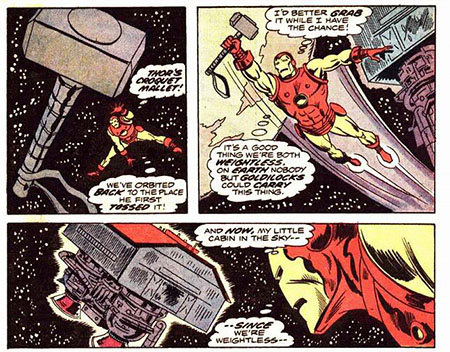 THOR'S
CROQUET
MALLET!
WE'VE ORBITED
BACK TO THE PLACE
HE FIRST
TOSSED IT!
I'D BETTER GRAB
IT WHILE I HAVE
THE CHANCE!
IT'S A GOOD
THING WE'RE BOTH
WEIGHTLESS.
ON EARTH NOBODY
BUT GOLDILOCKS
COULD CARRY
THIS THING.
AND NOW, MY LITTLE
CABIN IN THE SKY--
--SINCE
WE'RE
WEIGHTLESS--